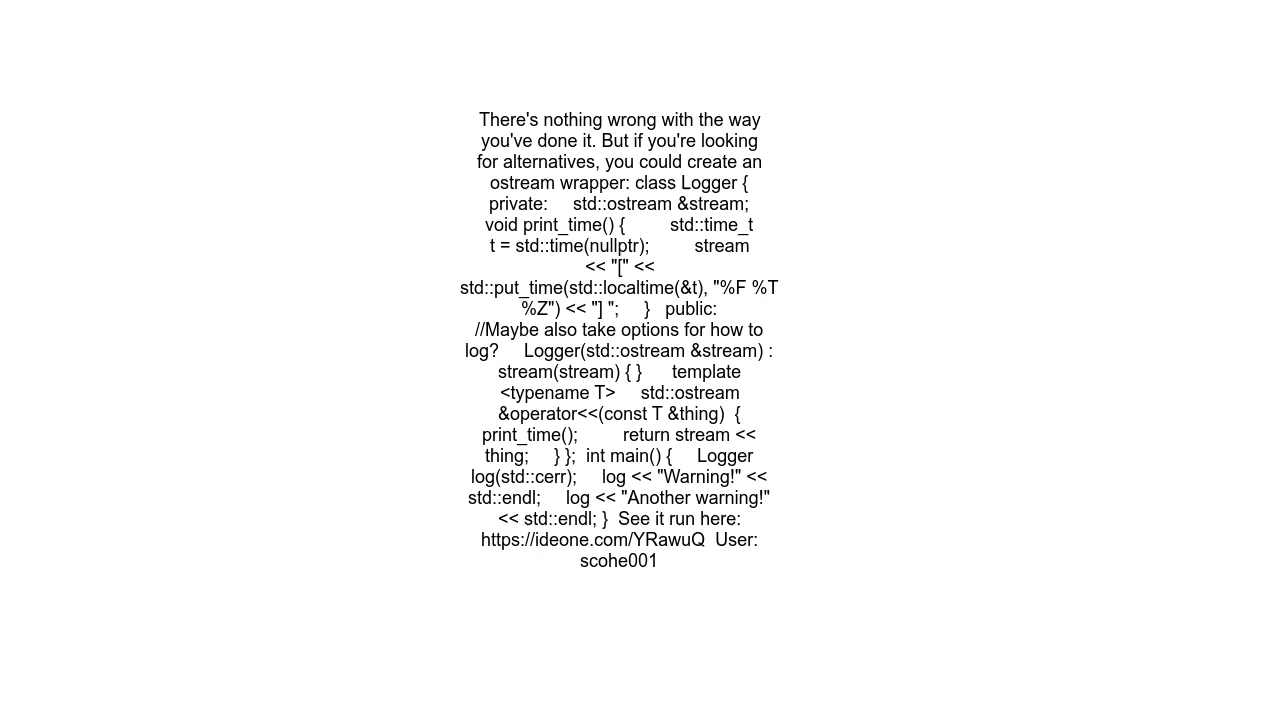 There's nothing wrong with the way
you've done it. But if you're looking
for alternatives, you could create an
ostream wrapper: class Logger {
private:     std::ostream &stream;
void print_time() {         std::time_t
t = std::time(nullptr);         stream
<< "[" <<
std::put_time(std::localtime(&t), "%F %T
%Z") << "] ";     }   public:
//Maybe also take options for how to
log?     Logger(std::ostream &stream) :
stream(stream) { }      template
<typename T>     std::ostream
&operator<<(const T &thing)  {
print_time();         return stream <<
thing;     } };  int main() {     Logger
log(std::cerr);     log << "Warning!" <<
std::endl;     log << "Another warning!"
<< std::endl; }  See it run here:
https://ideone.com/YRawuQ  User:
scohe001